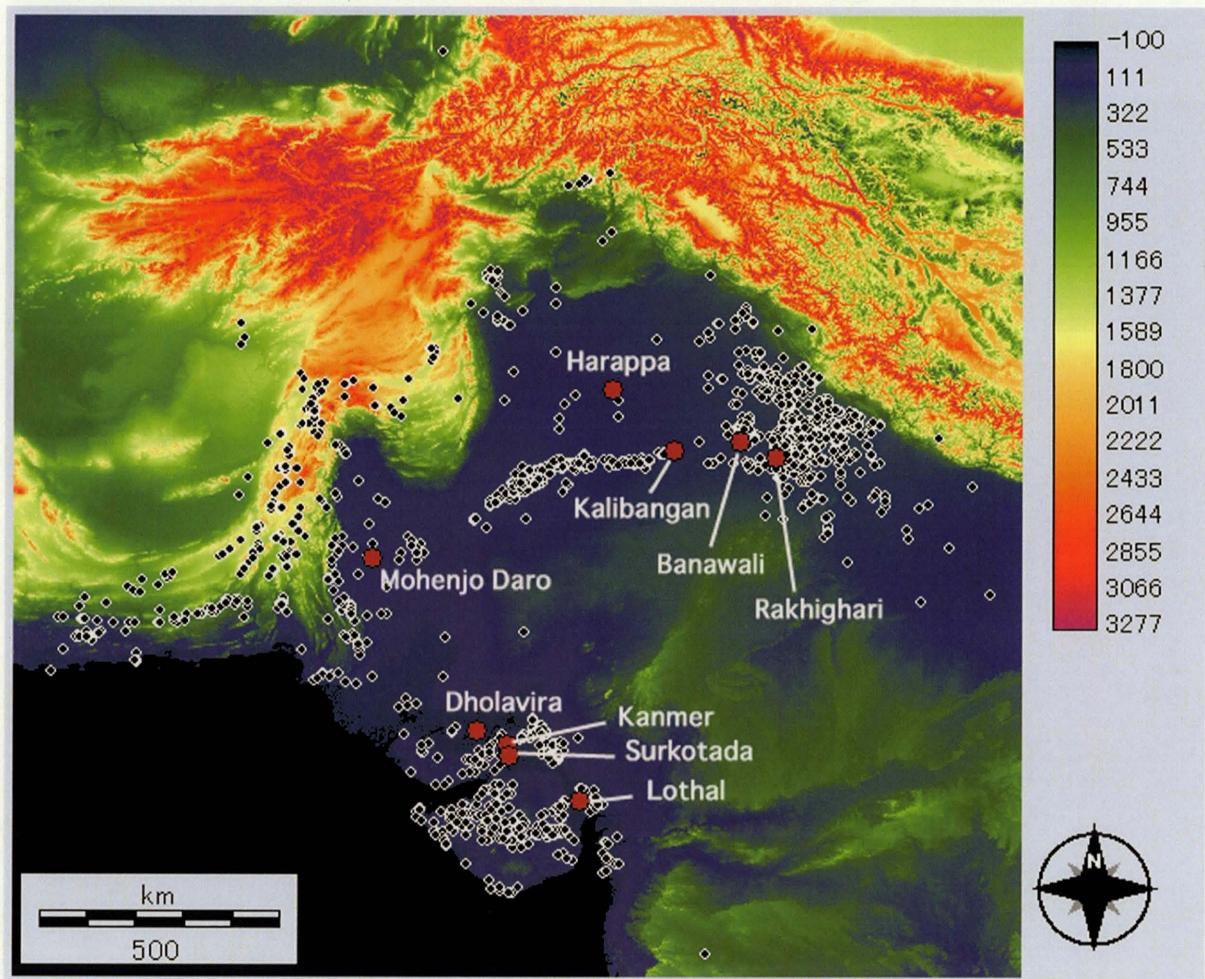 -100
111
322
533
744
955
1166
1377
1589
1800
2011
2222
2433
2644
2855
3066
3277
Harappa
Kalibangan
Banawali
Mohenjo Daro
Rakhighari
Dholavira
Kanmer
Surkotada
Lothal
N
km
500